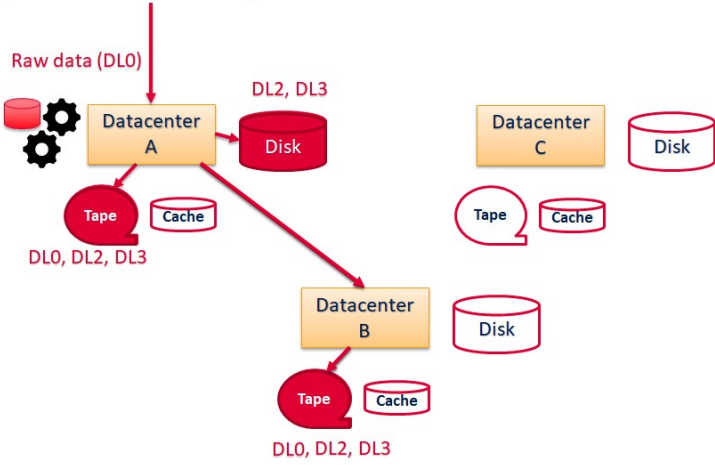 Raw data (DL0)
DL2, DL3
Datacenter
A
Disk
Datacenter
C
Disk
Tape
Cache
Tape
Cache
DL0, DL2, DL3
Datacenter
B
Disk
Tape
Cache
DL0, DL2, DL3